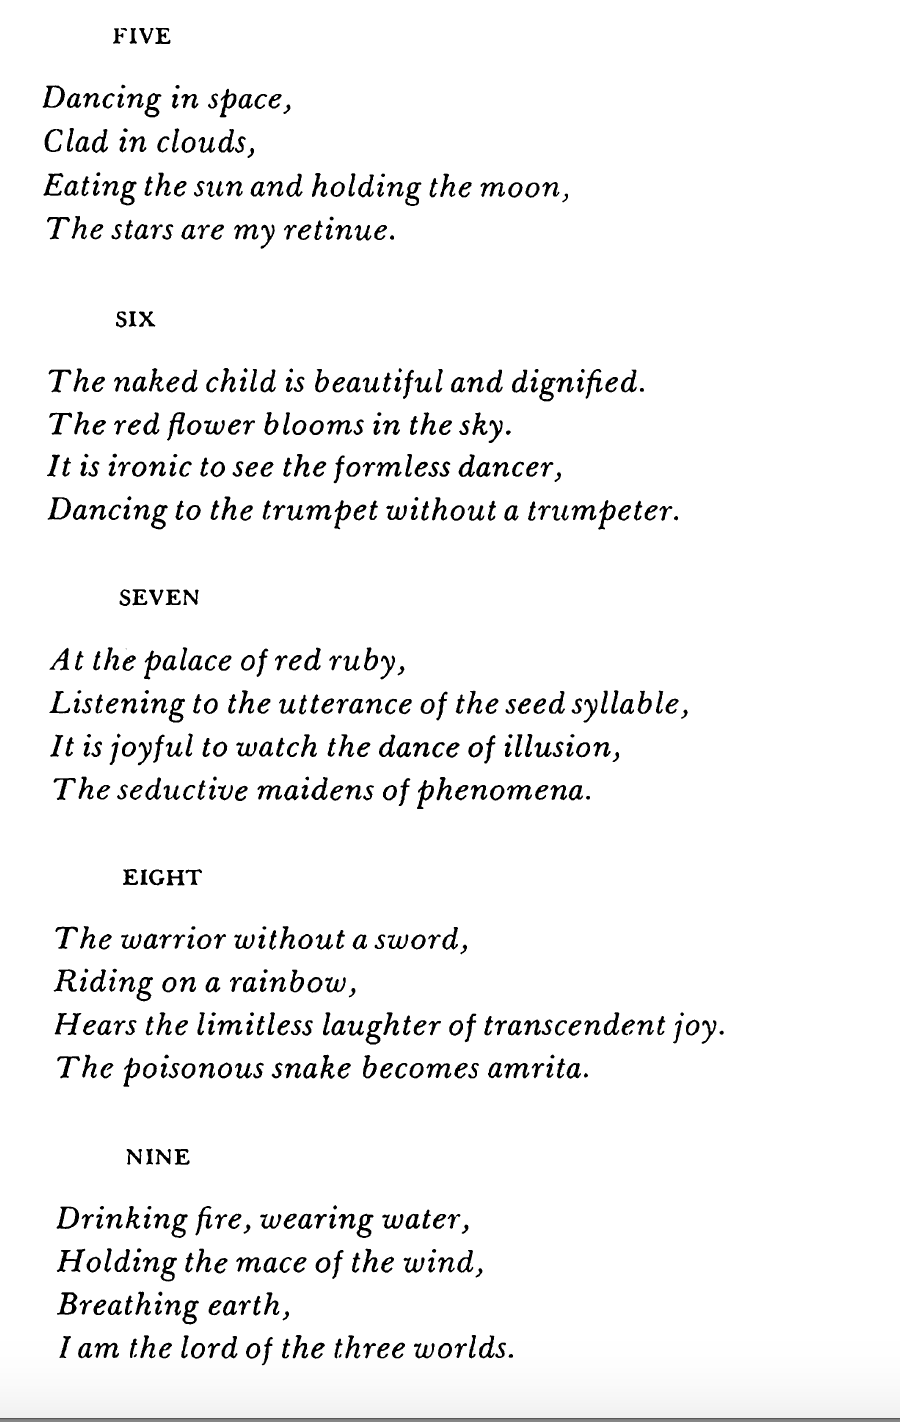 FIVE
Dancing in space,
Clad in clouds,
Eating the sun and holding the moon,
The stars are my retinue.
SIX
The naked child is beautiful and dignified.
The red flower blooms in the sky.
It is ironic to see the formless dancer,
Dancing to the trumpet without a trumpeter.
SEVEN
At the palace of red ruby,
Listening to the utterance of the seed syllable,
It is joyful to watch the dance of illusion,
The seductive maidens of phenomena.
EIGHT
The warrior without a sword,
Riding on a rainbow,
Hears the limitless laughter of transcendent joy.
The poisonous snake becomes amrita.
NINE
Drinking fire, wearing water,
Holding the mace of the wind,
Breathing earth,
I am the lord of the three worlds.